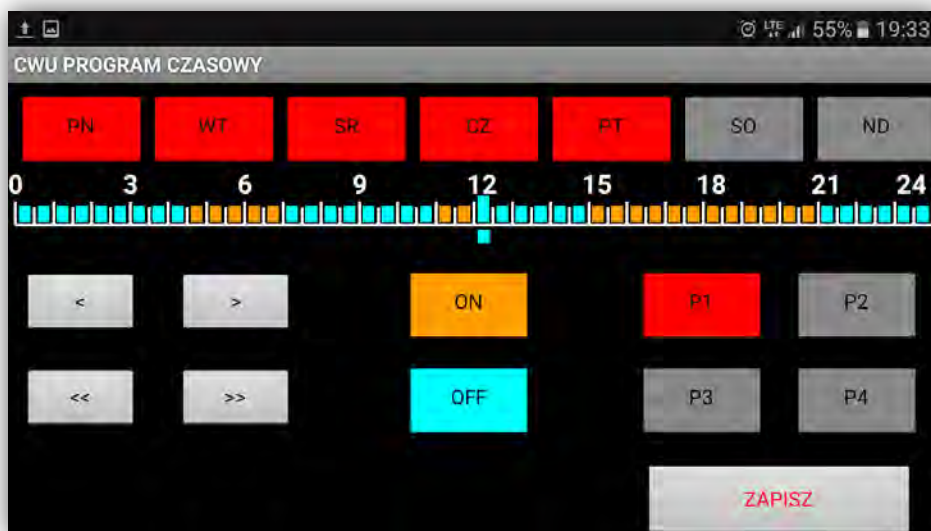 LTE 55% 19:33
CWU PROGRAM CZASOWY
PN WT SR CZ PT SO ND
0 3 6 9 12 15 18 21 24
< > ON P1 P2
<< >> OFF P3 P4
ZAPISZ